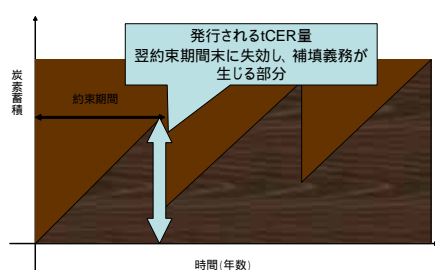 発行されるtCER量
翌約束期間末に失効し、補填義務が
生じる部分
炭素蓄積
約束期間
時間(年数)